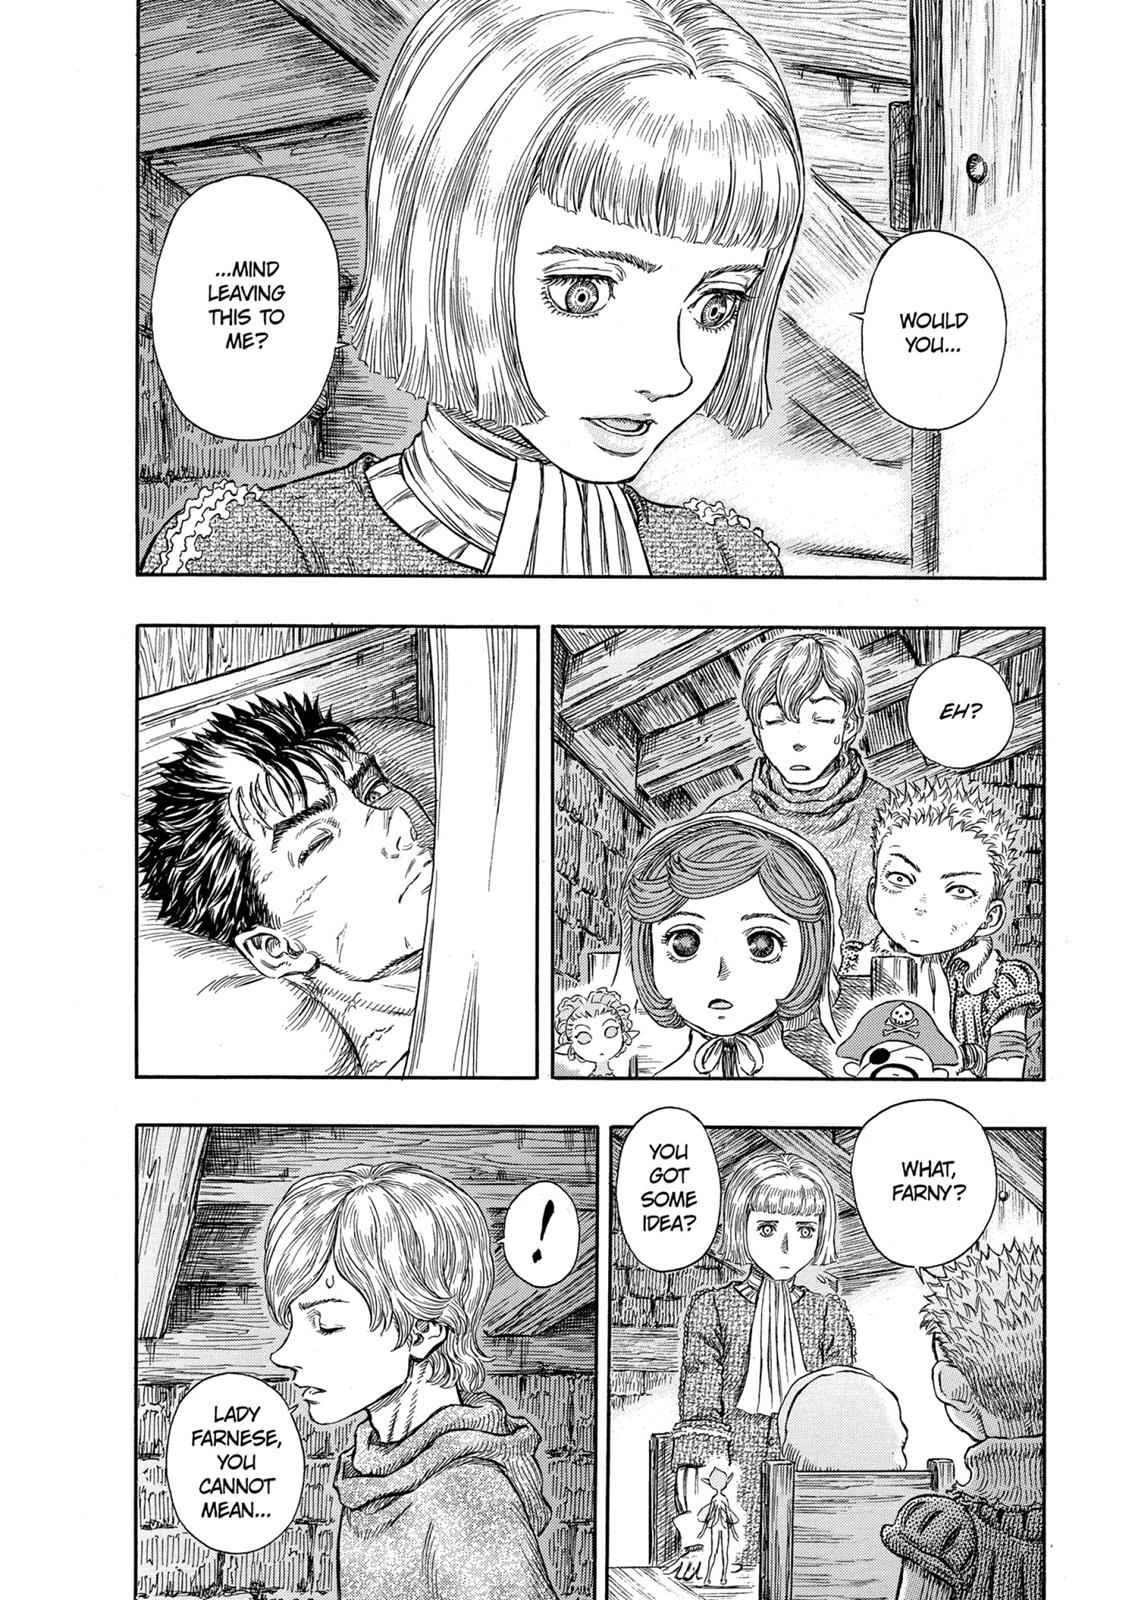 WOULD
YOU...
...MIND
LEAVING
THIS TO
ME?
EH?
WHAT,
FARNY?
YOU
GOT
SOME
IDEA?
!
LADY
FARNESE,
YOU
CANNOT
MEAN...